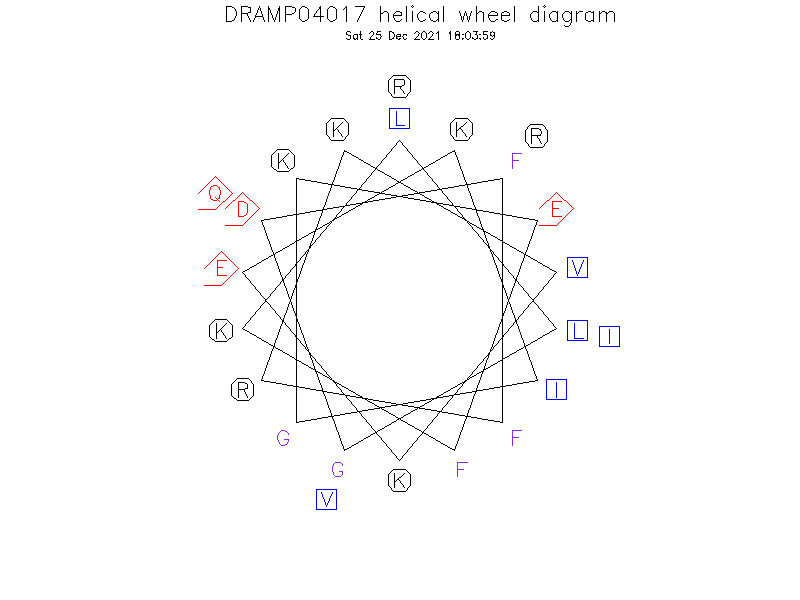 DRAMP04017 helical wheel diagram
Sat 25 Dec 2021 18:03:59
R
L
K K
R
K F
Q D E
E V
K L I
R I
G F
G F
K
V